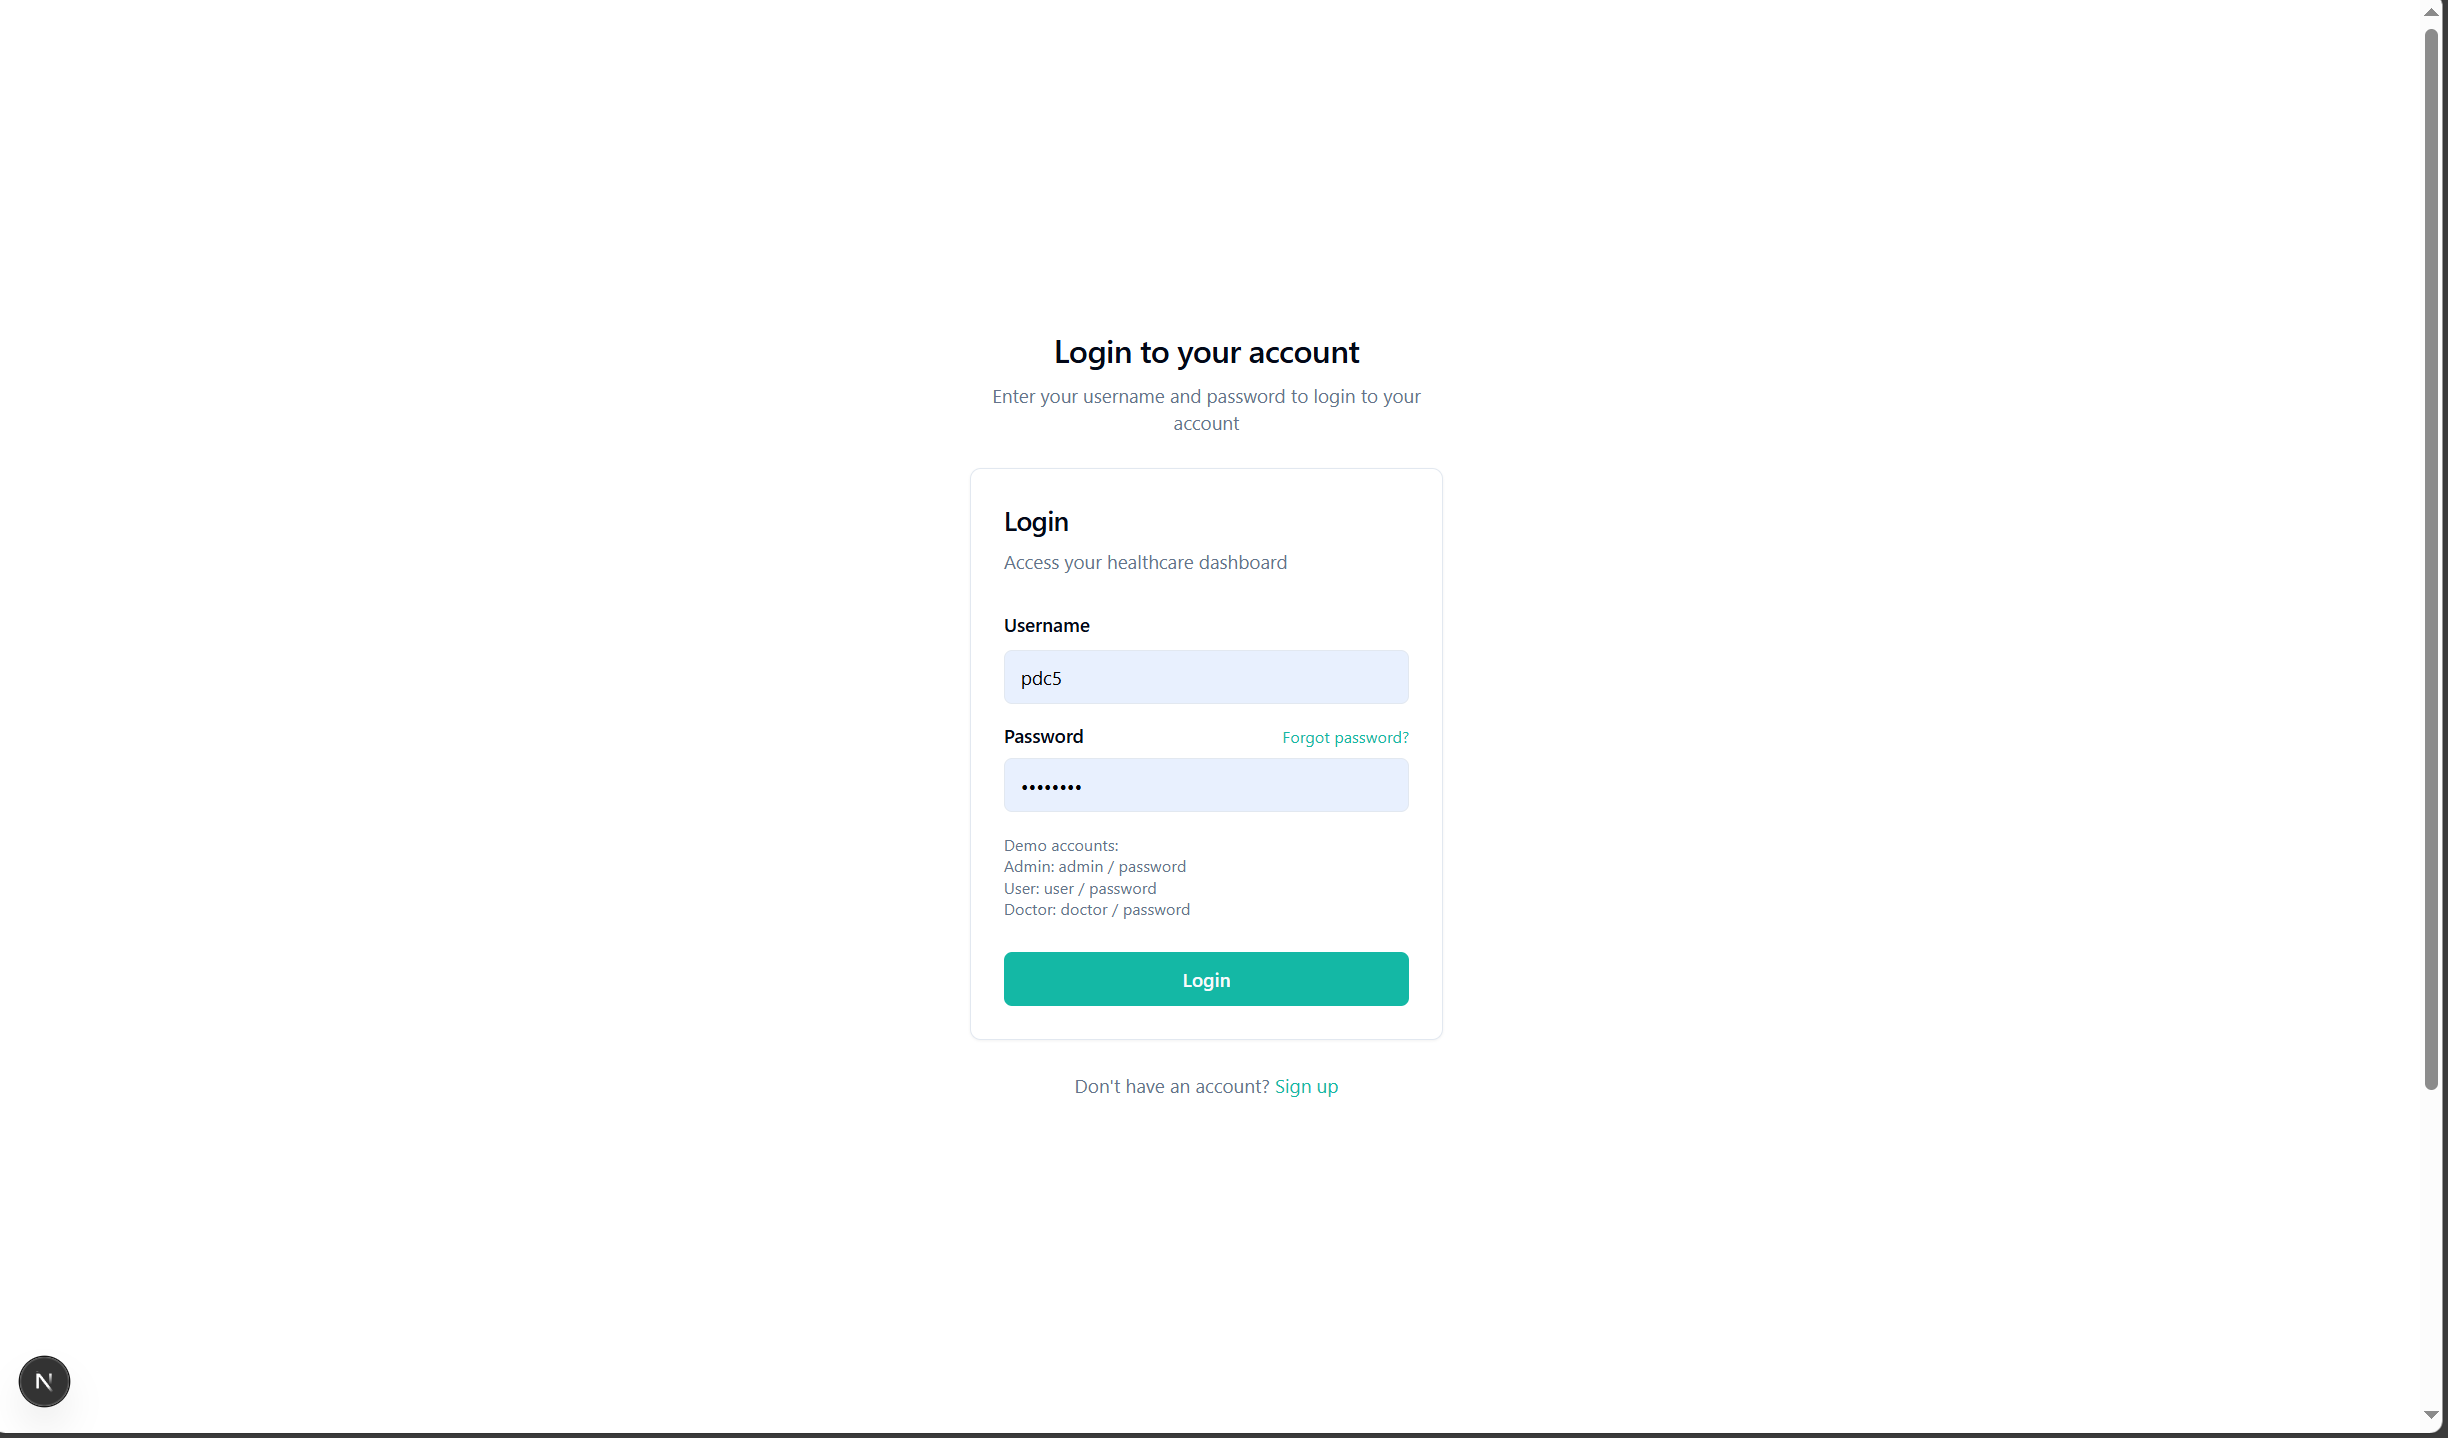 Login to your account
Enter your username and password to login to your
account
Login
Access your healthcare dashboard
Username
pdc5
Password
Forgot password?
••••••••
Demo accounts:
Admin: admin / password
User: user / password
Doctor: doctor / password
Login
Don't have an account? Sign up
N